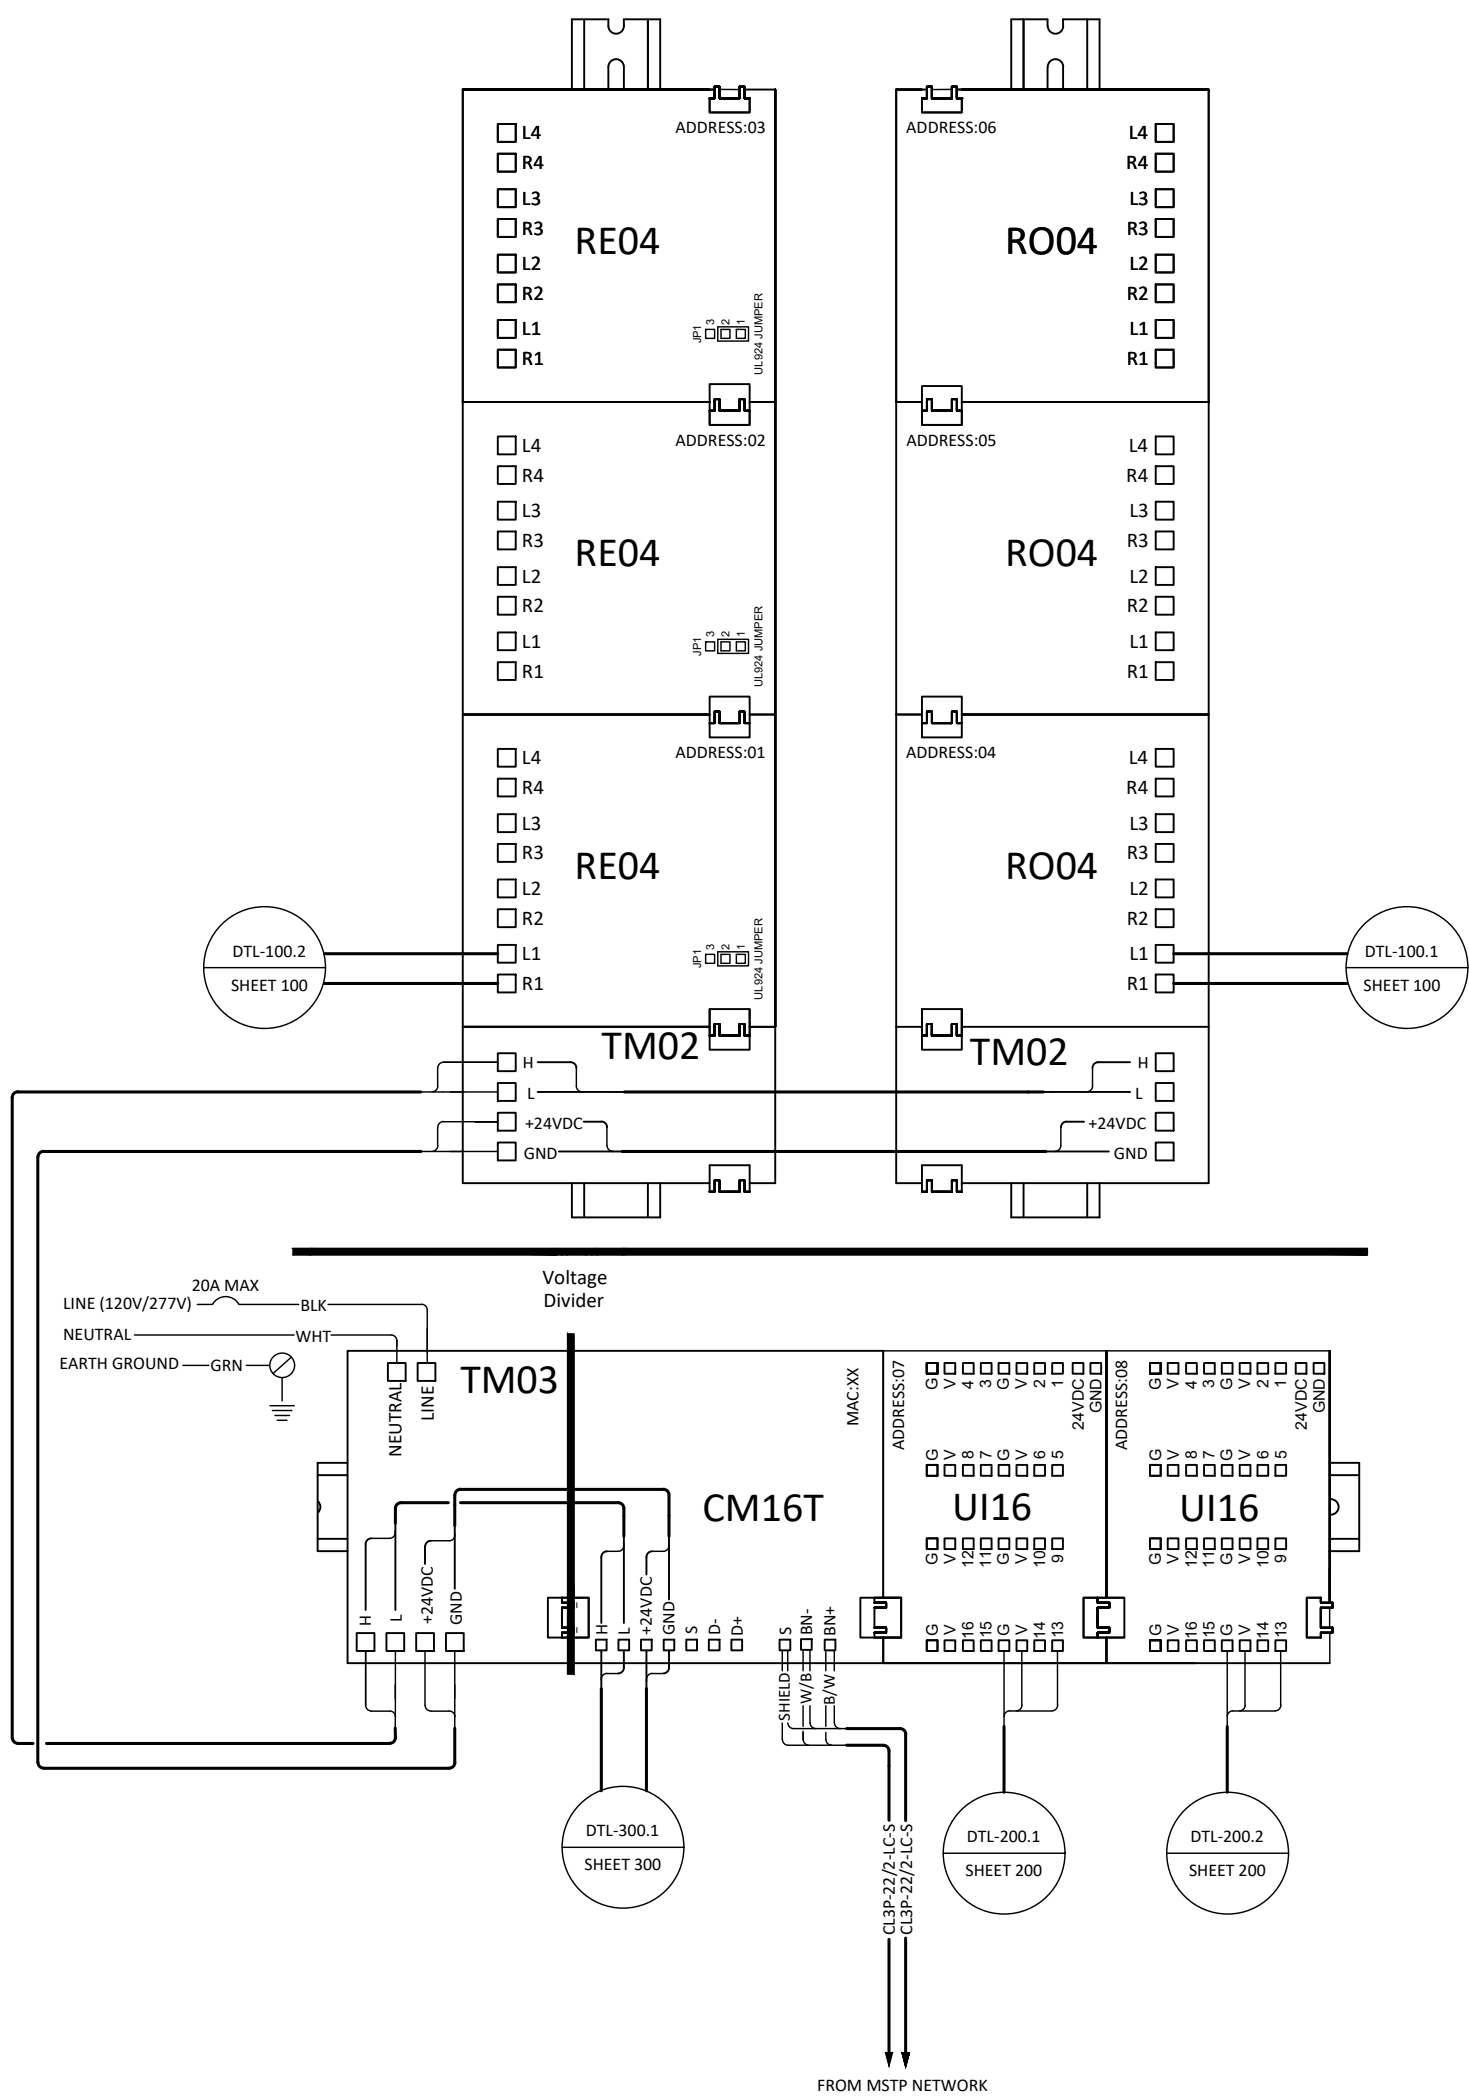 ADDRESS:03
L4
R4
L3
R3
RE04
L2
R2
L1
R1
JP1
3
2
1
UL924 JUMPER
ADDRESS:02
L4
R4
L3
R3
RE04
L2
R2
L1
R1
JP1
3
2
1
UL924 JUMPER
ADDRESS:01
L4
R4
L3
R3
RE04
L2
R2
L1
R1
JP1
3
2
1
UL924 JUMPER
DTL-100.2
SHEET 100
TM02
H
L
+24VDC
GND
ADDRESS:06
L4
R4
L3
R3
RO04
L2
R2
L1
R1
ADDRESS:05
L4
R4
L3
R3
RO04
L2
R2
L1
R1
ADDRESS:04
L4
R4
L3
R3
RO04
L2
R2
L1
R1
DTL-100.1
SHEET 100
TM02
H
L
+24VDC
GND
Voltage
Divider
20A MAX
LINE (120V/277V)
BLK
NEUTRAL
WHT
EARTH GROUND
GRN
NEUTRAL
LINE
TM03
H
L
+24VDC
GND
MAC:XX
CM16T
H
L
+24VDC
GND
S
D-
D+
S
BN-
BN+
SHIELD
W/B
B/W
ADDRESS:07
G V 4 3 G V 2 1
24VDC
GND
G V 8 7 G V 6 5
UI16
G V 12 11 G V 10 9
G V 16 15 G V 14 13
ADDRESS:08
G V 4 3 G V 2 1
24VDC
GND
G V 8 7 G V 6 5
UI16
G V 12 11 G V 10 9
G V 16 15 G V 14 13
DTL-300.1
SHEET 300
CL3P-22/2-LC-S
CL3P-22/2-LC-S
DTL-200.1
SHEET 200
DTL-200.2
SHEET 200
FROM MSTP NETWORK